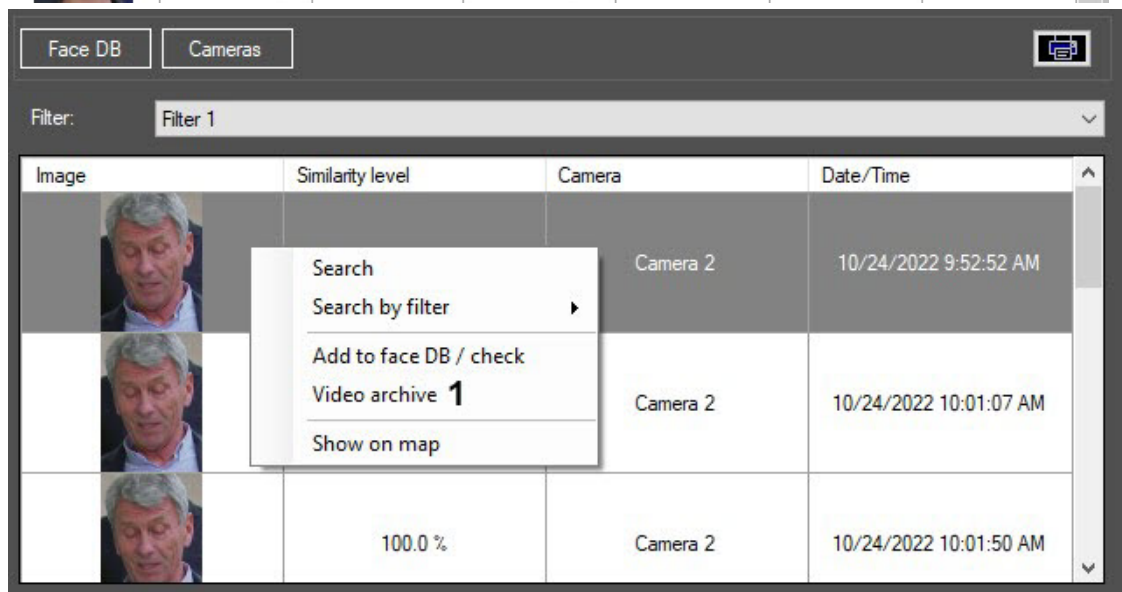 Face DB Cameras
Filter: Filter 1
Image Similarity level Camera Date/Time
Camera 2 10/24/2022 9:52:52 AM
Search
Search by filter
Add to face DB / check
Video archive 1
Show on map
Camera 2 10/24/2022 10:01:07 AM
100.0 % Camera 2 10/24/2022 10:01:50 AM